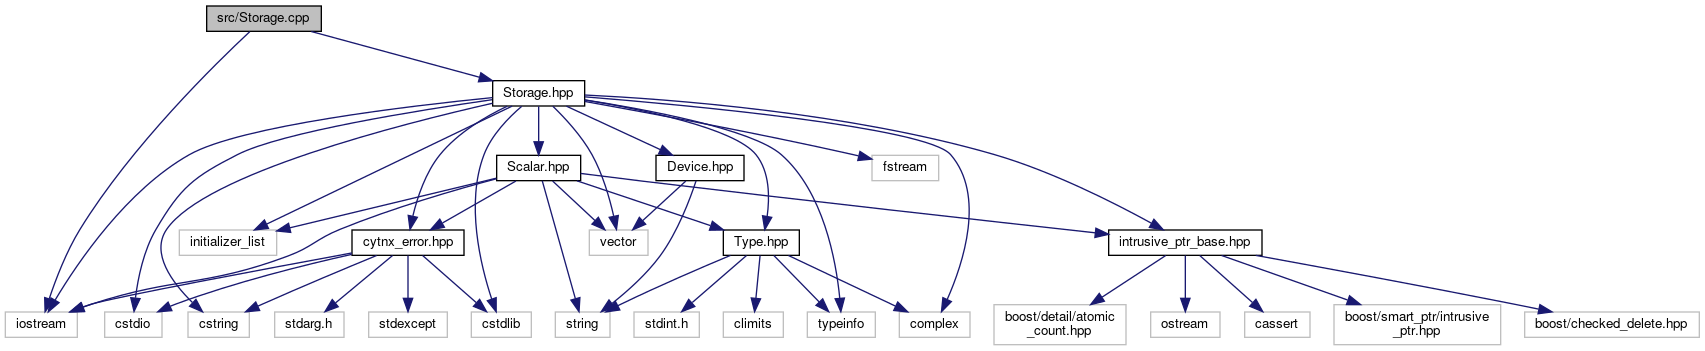 src/Storage.cpp
Storage.hpp
Scalar.hpp
Device.hpp
fstream
initializer_list
cytnx_error.hpp
vector
Type.hpp
intrusive_ptr_base.hpp
iostream
cstdio
cstring
stdarg.h
stdexcept
cstdlib
string
stdint.h
climits
typeinfo
complex
boost/detail/atomic
_count.hpp
ostream
cassert
boost/smart_ptr/intrusive
_ptr.hpp
boost/checked_delete.hpp